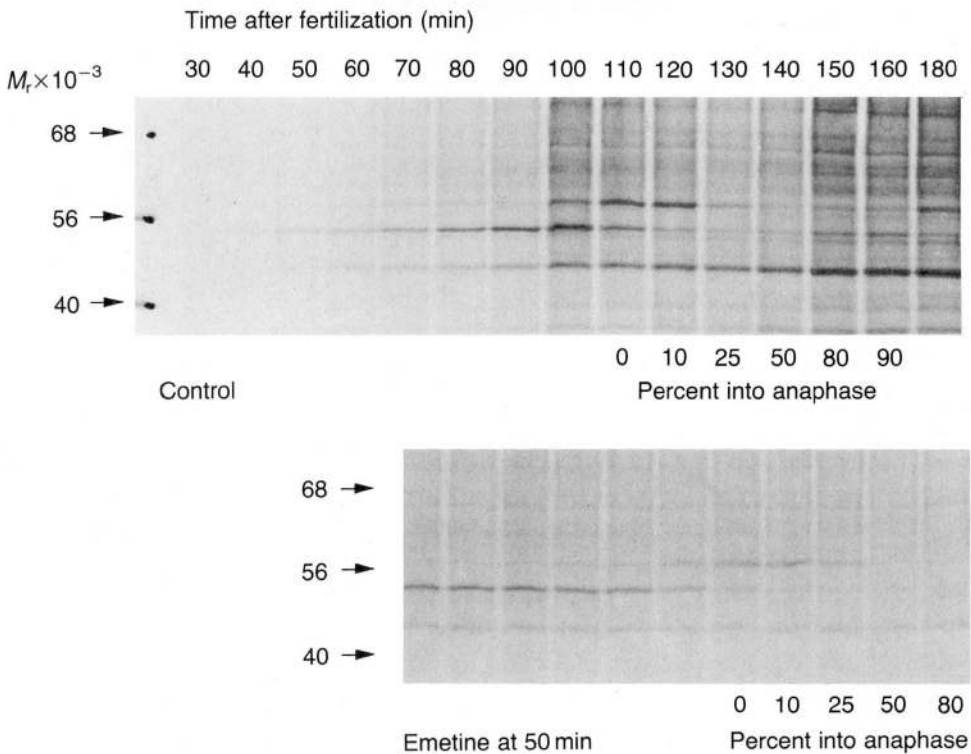 Time after fertilization (min)
Mr×10⁻³ 30 40 50 60 70 80 90 100 110 120 130 140 150 160 180
68
56
40
0 10 25 50 80 90
Control Percent into anaphase
68
56
40
0 10 25 50 80
Emetine at 50 min Percent into anaphase